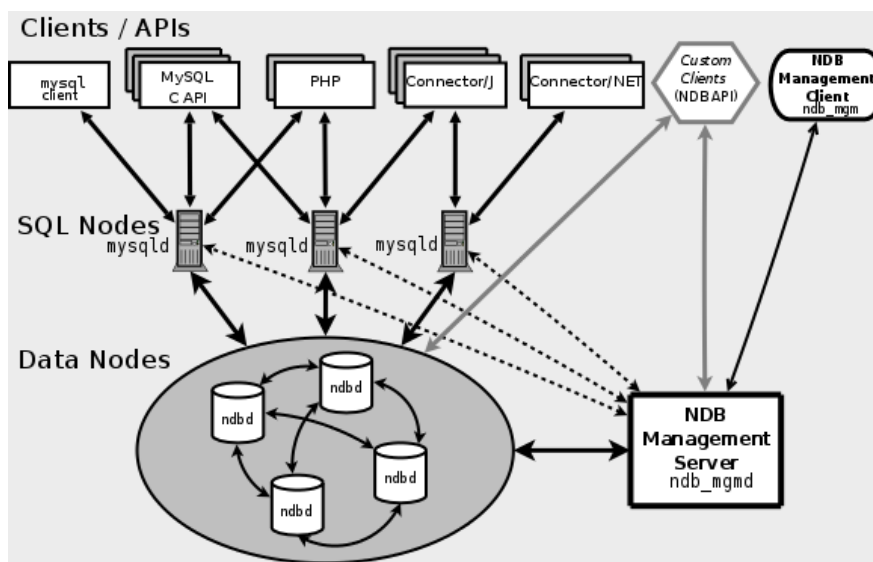 Clients / APIs
mysql
client
MySQL
C API
PHP
Connector/J
Connector/NET
Custom
Clients
(NDBAPI)
NDB
Management
Client
ndb_mgm
SQL Nodes
mysqld
mysqld
mysqld
Data Nodes
ndbd
ndbd
ndbd
ndbd
NDB
Management
Server
ndb_mgmd